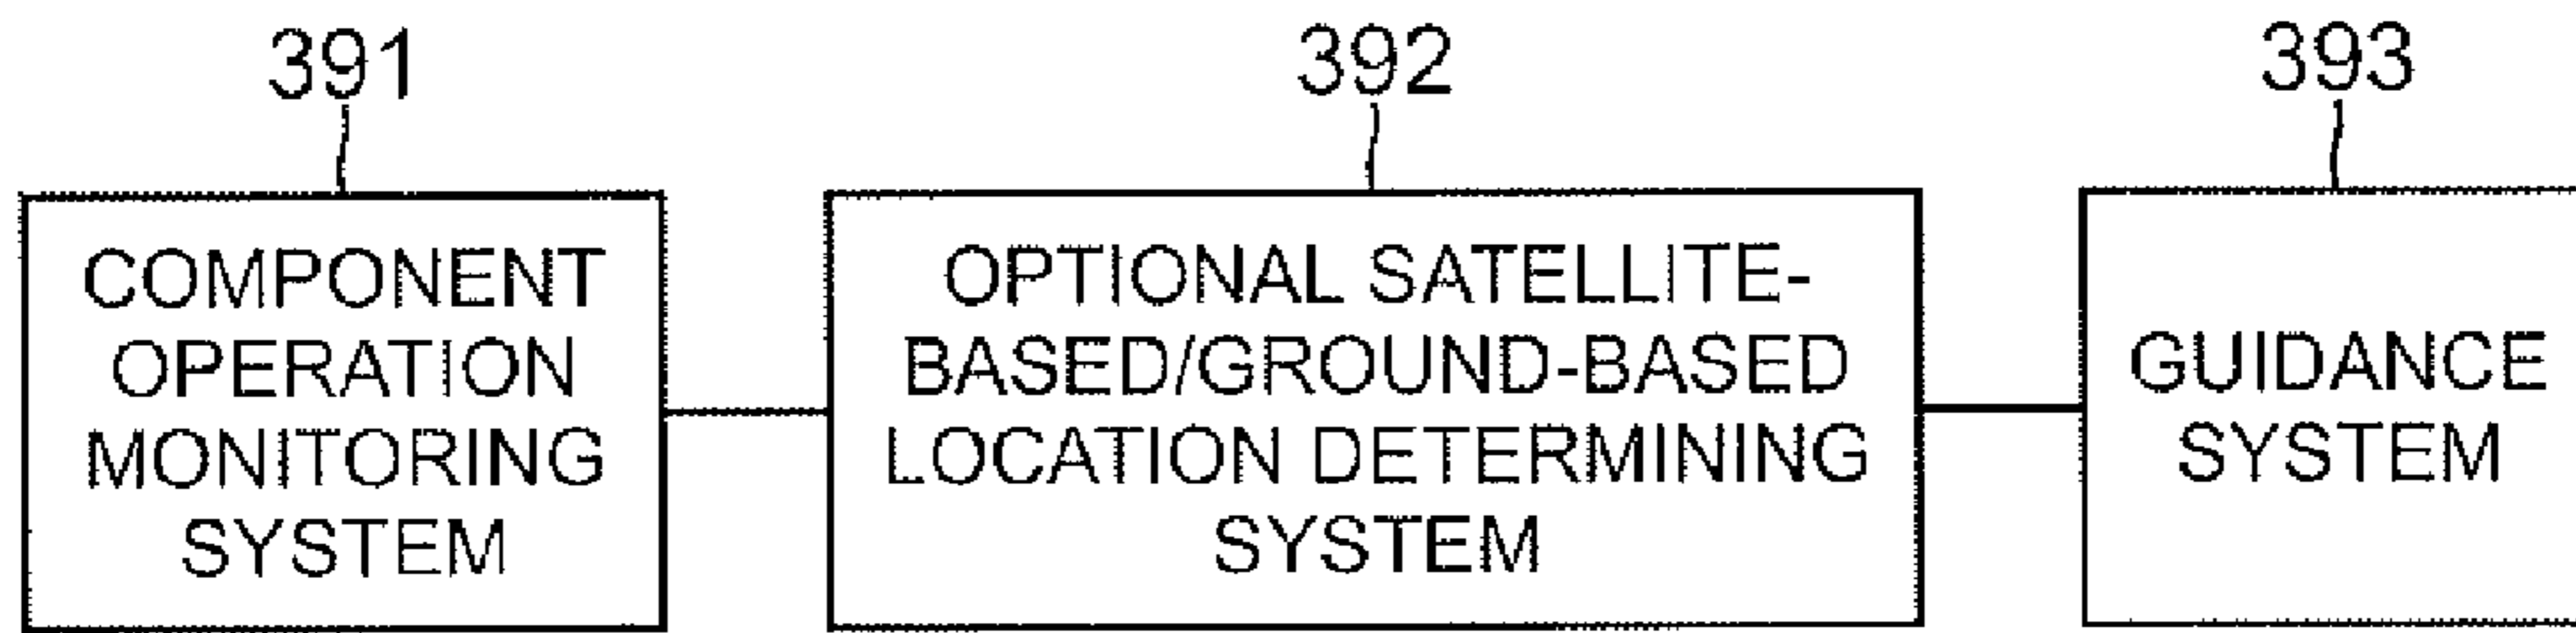 391
392
393
COMPONENT
OPERATION
MONITORING
SYSTEM
OPTIONAL SATELLITE-
BASED/GROUND-BASED
LOCATION DETERMINING
SYSTEM
GUIDANCE
SYSTEM